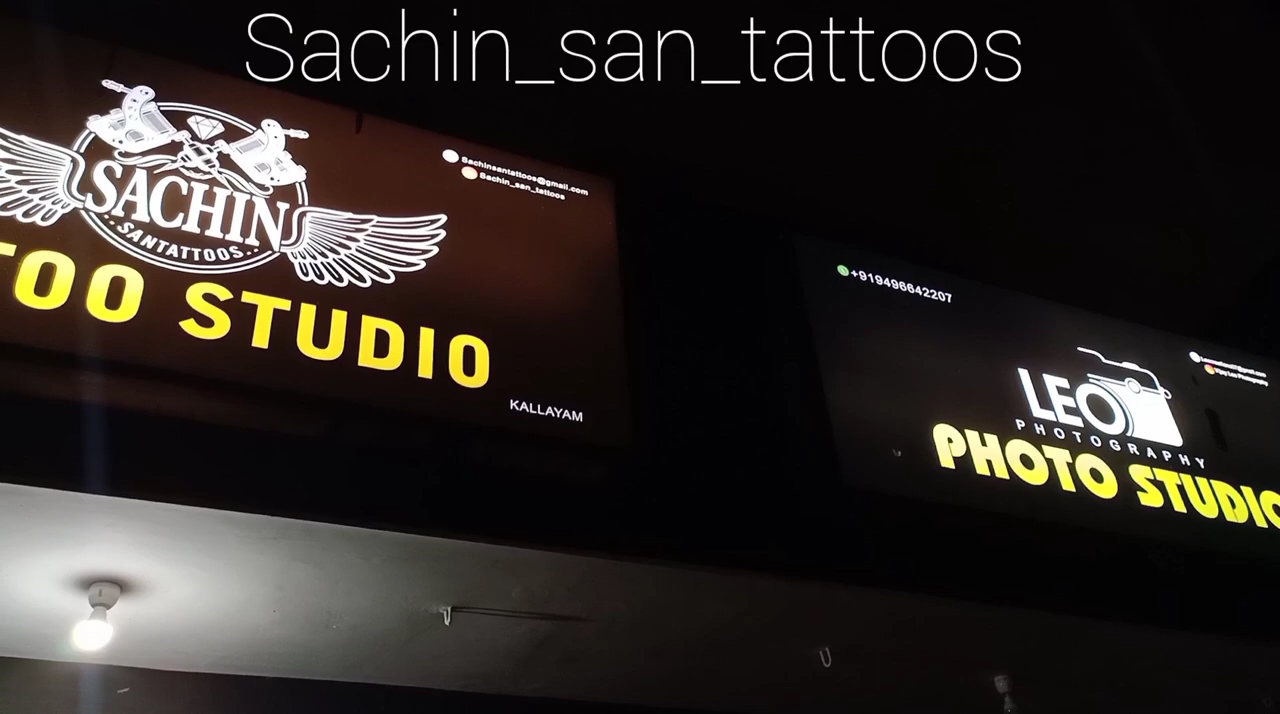 Sachin_san_tattoos
Sachinsantattoos@gmail.com
Sachin_san_tattoos
SACHIN
SANTATTOOS
TOO STUDIO
KALLAYAM
+919496642207
LEO
PHOTOGRAPHY
PHOTO STUDIO